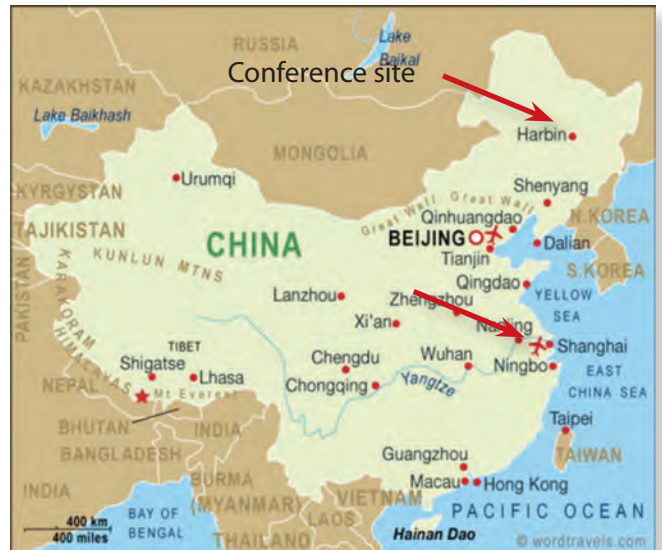 RUSSIA
Lake
Baikal
Conference site
KAZAKHSTAN
Lake Baikhash
Harbin
MONGOLIA
Urumqi
Shenyang
KYRGYSTAN
Great Wall Great Wall
Qinhuangdao
N.KOREA
TAJIKISTAN
CHINA
BEIJING
Tianjin
Dalian
KUNLUN MTNS
S.KOREA
PAKISTAN
KARAKORAM
HIMALAYAS
Qingdao
Lanzhou
Zhengzhou
YELLOW
SEA
Xi'an
Nanjing
TIBET
Shanghai
Shigatse
Lhasa
Chengdu
Wuhan
Ningbo
EAST
CHINA SEA
NEPAL
Mt Everest
Chongqing
Yangtze
BHUTAN
INDIA
Taipei
BANGLADESH
TAIWAN
Guangzhou
BURMA
(MYANMAR)
Macau
Hong Kong
INDIA
VIETNAM
LAOS
PACIFIC OCEAN
400 km
400 miles
BAY OF
BENGAL
THAILAND
Hainan Dao
© wordtravels.com